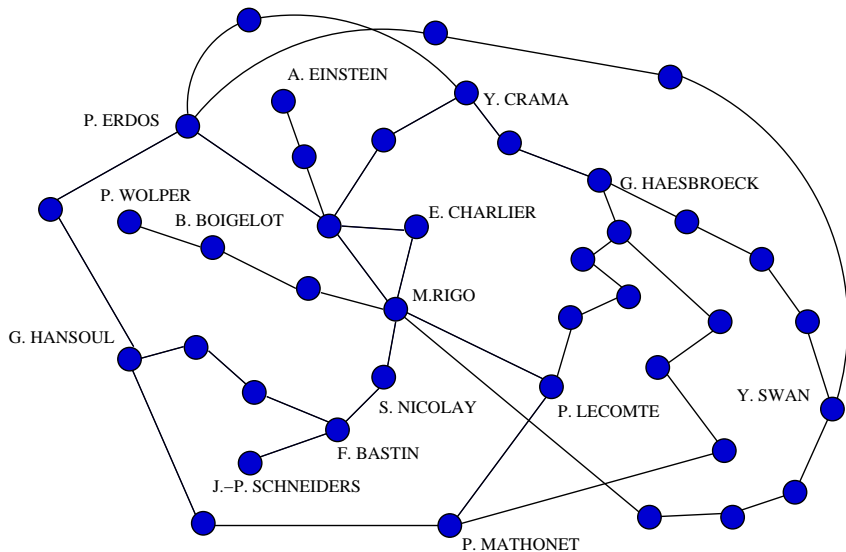 A. EINSTEIN
Y. CRAMA
P. ERDOS
G. HAESBROECK
P. WOLPER
B. BOIGELOT
E. CHARLIER
M.RIGO
G. HANSOUL
Y. SWAN
S. NICOLAY
P. LECOMTE
F. BASTIN
J.–P. SCHNEIDERS
P. MATHONET